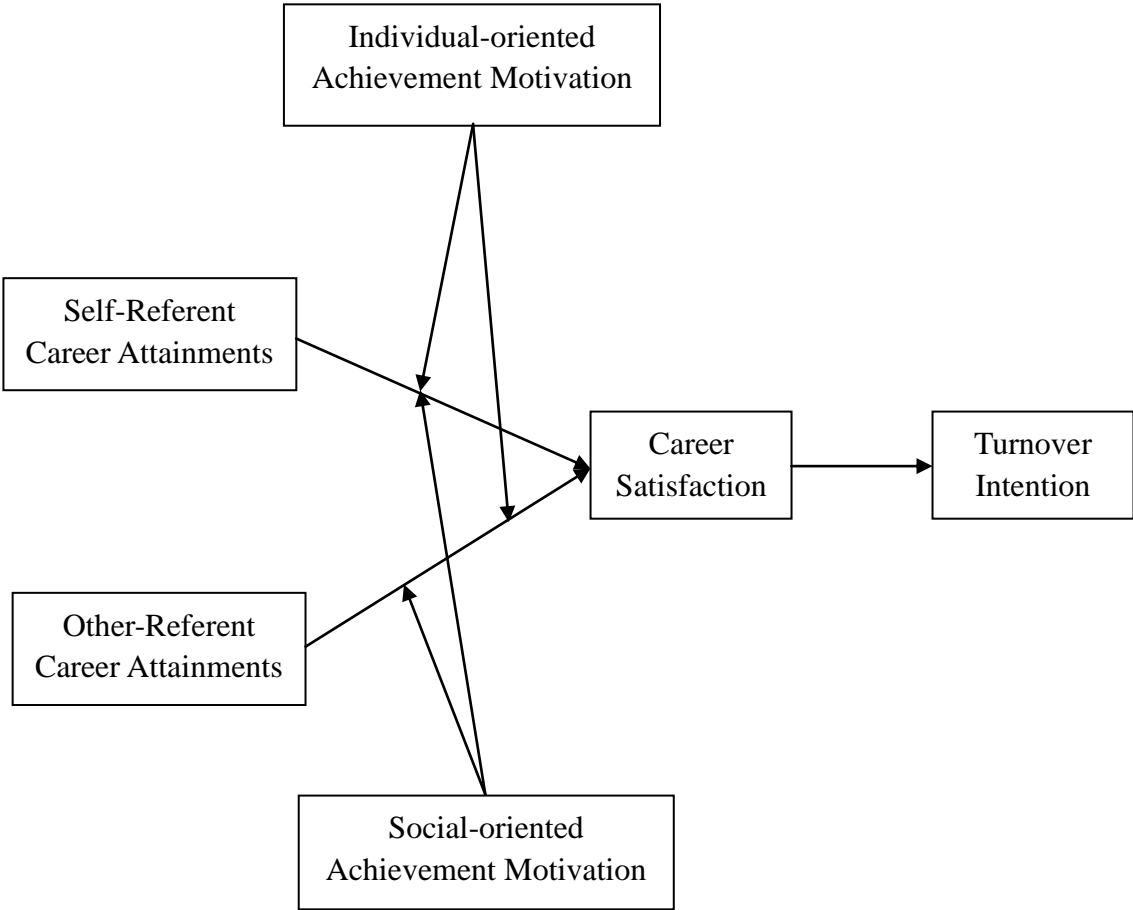 Individual-oriented
Achievement Motivation
Self-Referent
Career Attainments
Career
Satisfaction
Turnover
Intention
Other-Referent
Career Attainments
Social-oriented
Achievement Motivation